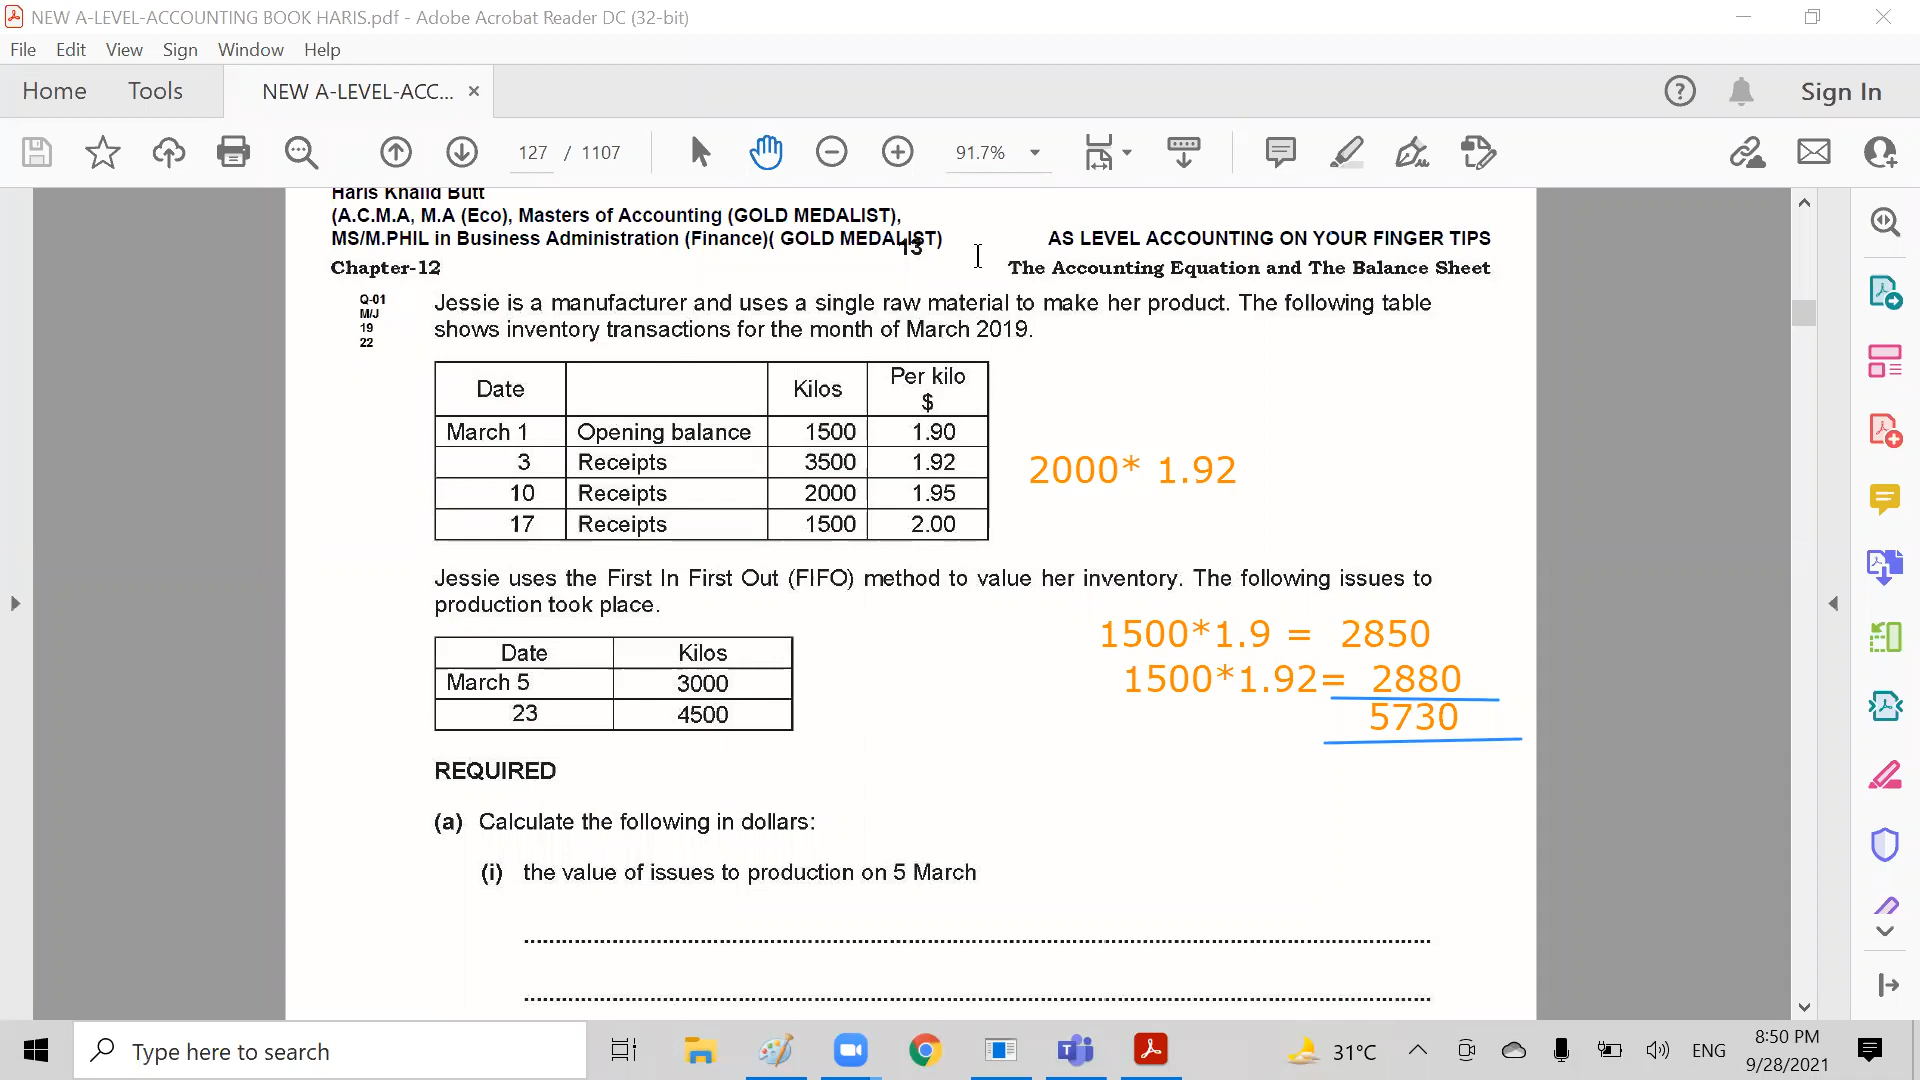 NEW A-LEVEL-ACCOUNTING BOOK HARIS.pdf - Adobe Acrobat Reader DC (32-bit)
File Edit View Sign Window Help
Home Tools NEW A-LEVEL-ACC... × Sign In
127 / 1107 91.7%
Haris Khalid Butt
(A.C.M.A, M.A (Eco), Masters of Accounting (GOLD MEDALIST),
MS/M.PHIL in Business Administration (Finance)( GOLD MEDALIST) AS LEVEL ACCOUNTING ON YOUR FINGER TIPS
13
Chapter-12 The Accounting Equation and The Balance Sheet
Q-01
M/J
19
22
Jessie is a manufacturer and uses a single raw material to make her product. The following table
shows inventory transactions for the month of March 2019.
Date Kilos Per kilo
$
March 1 Opening balance 1500 1.90
3 Receipts 3500 1.92
10 Receipts 2000 1.95
17 Receipts 1500 2.00
2000* 1.92
Jessie uses the First In First Out (FIFO) method to value her inventory. The following issues to
production took place.
Date Kilos
March 5 3000
23 4500
1500*1.9 = 2850
1500*1.92= 2880
5730
REQUIRED
(a) Calculate the following in dollars:
(i) the value of issues to production on 5 March
Type here to search
31°C
ENG
8:50 PM
9/28/2021